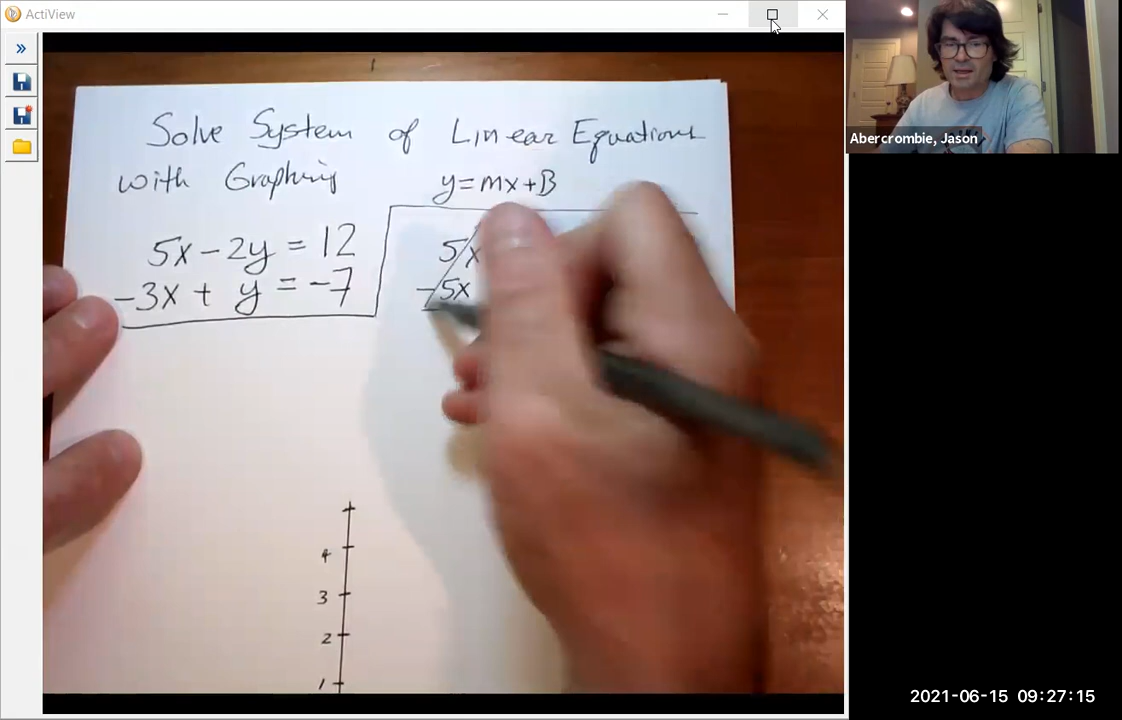 ActiView
Solve System of Linear Equations
with Graphing
y=mx+B
5x-2y=12
-3x+y=-7
5x
-5x
4
3
2
1
Abercrombie, Jason
2021-06-15 09:27:15